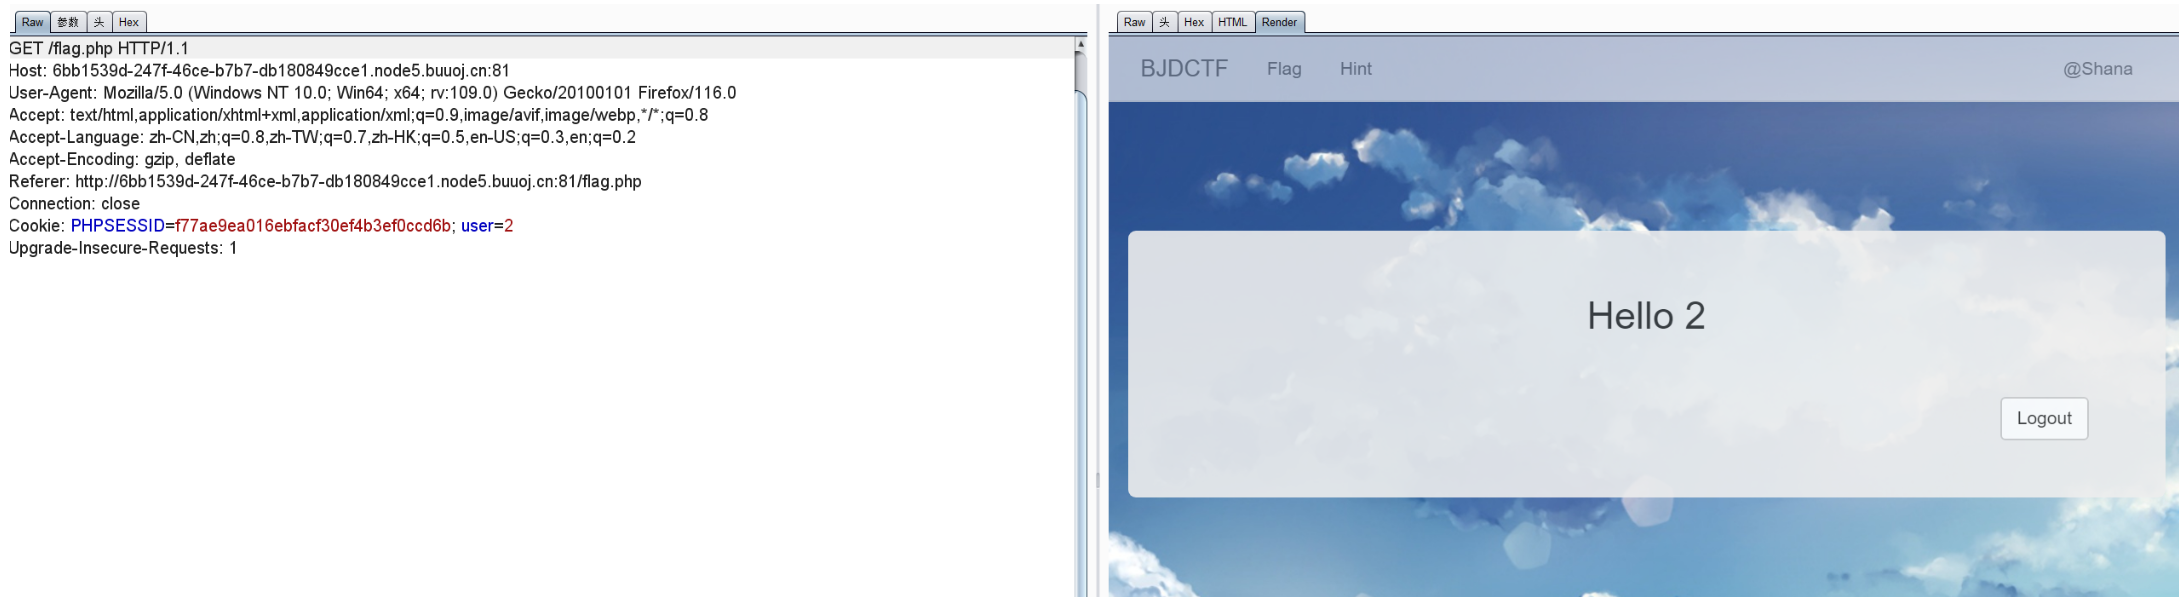 Raw 参数 头 Hex
GET /flag.php HTTP/1.1
Host: 6bb1539d-247f-46ce-b7b7-db180849cce1.node5.buuoj.cn:81
User-Agent: Mozilla/5.0 (Windows NT 10.0; Win64; x64; rv:109.0) Gecko/20100101 Firefox/116.0
Accept: text/html,application/xhtml+xml,application/xml;q=0.9,image/avif,image/webp,*/*;q=0.8
Accept-Language: zh-CN,zh;q=0.8,zh-TW;q=0.7,zh-HK;q=0.5,en-US;q=0.3,en;q=0.2
Accept-Encoding: gzip, deflate
Referer: http://6bb1539d-247f-46ce-b7b7-db180849cce1.node5.buuoj.cn:81/flag.php
Connection: close
Cookie: PHPSESSID=f77ae9ea016ebfacf30ef4b3ef0ccd6b; user=2
Upgrade-Insecure-Requests: 1
Raw 头 Hex HTML Render
BJDCTF Flag Hint @Shana
Hello 2
Logout